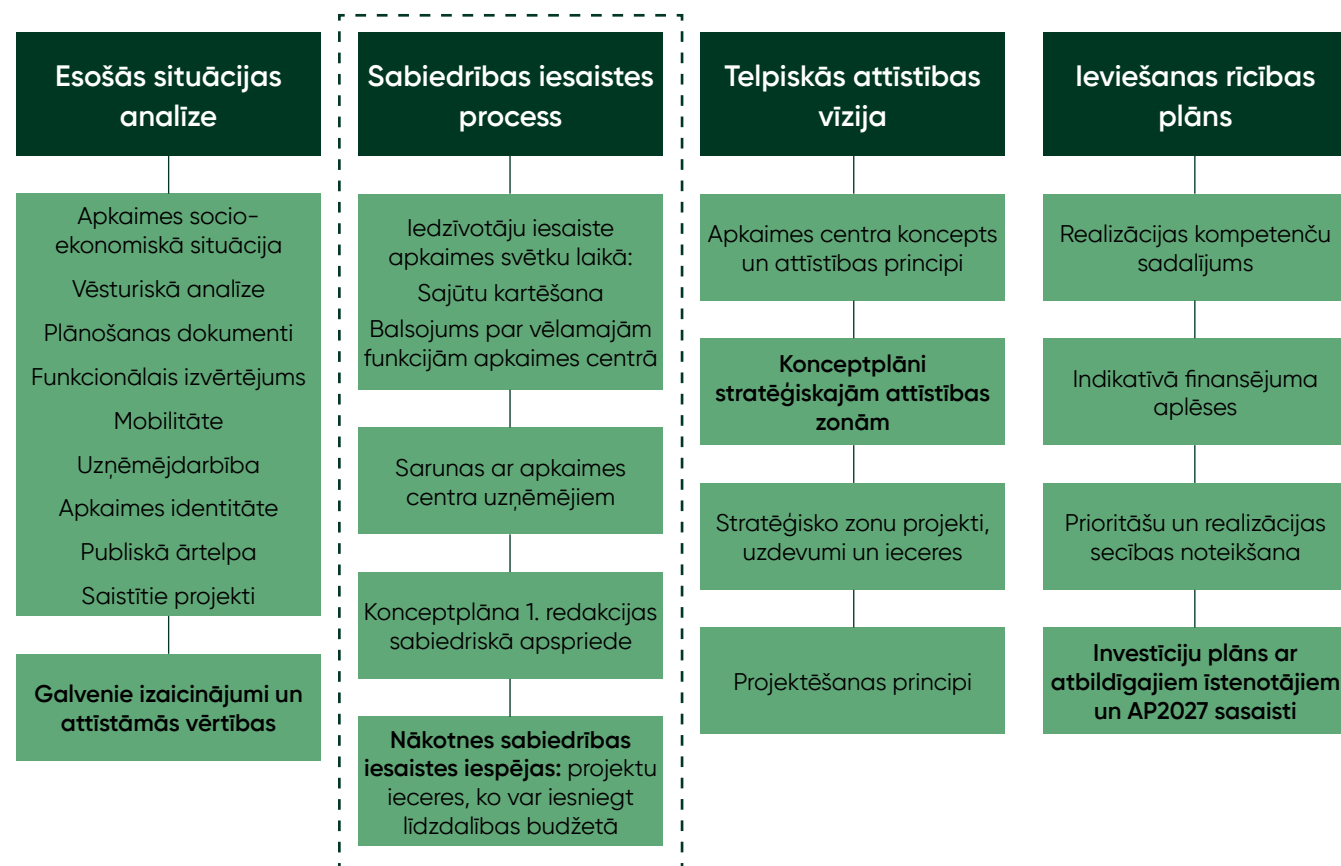 Esošās situācijas
analīze
Apkaimes socio-
ekonomiskā situācija
Vēsturiskā analīze
Plānošanas dokumenti
Funkcionālais izvērtējums
Mobilitāte
Uzņēmējdarbība
Apkaimes identitāte
Publiskā ārtelpa
Saistītie projekti
Galvenie izaicinājumi un
attīstāmās vērtības
Sabiedrības iesaistes
process
Iedzīvotāju iesaiste
apkaimes svētku laikā:
Sajūtu kartēšana
Balsojums par vēlamajām
funkcijām apkaimes centrā
Sarunas ar apkaimes
centra uzņēmējiem
Konceptplāna 1. redakcijas
sabiedriskā apspriede
Nākotnes sabiedrības
iesaistes iespējas: projektu
ieceres, ko var iesniegt
līdzdalības budžetā
Telpiskās attīstības
vīzija
Apkaimes centra koncepts
un attīstības principi
Konceptplāni
stratēģiskajām attīstības
zonām
Stratēģisko zonu projekti,
uzdevumi un ieceres
Projektēšanas principi
Ieviešanas rīcības
plāns
Realizācijas kompetenču
sadalījums
Indikatīvā finansējuma
aplēses
Prioritāšu un realizācijas
secības noteikšana
Investīciju plāns ar
atbildīgajiem īstenotājiem
un AP2027 sasaisti